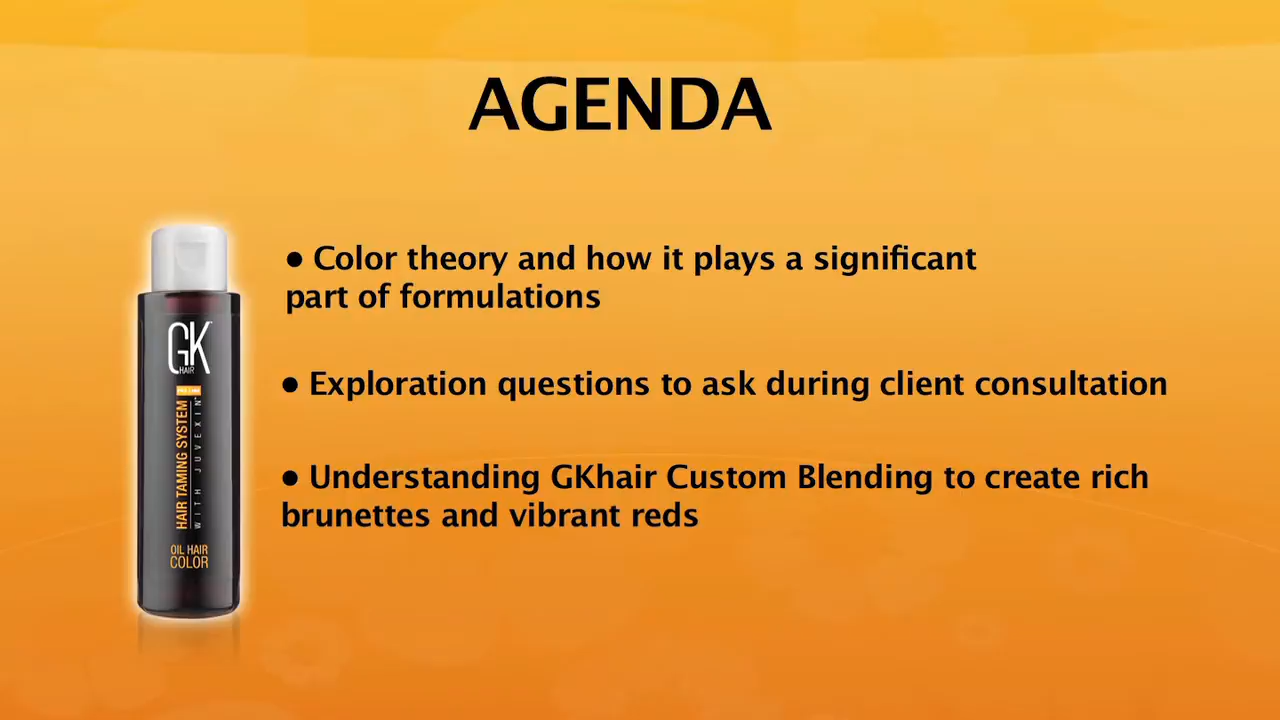 AGENDA
• Color theory and how it plays a significant
part of formulations
• Exploration questions to ask during client consultation
• Understanding GKhair Custom Blending to create rich
brunettes and vibrant reds
GK
HAIR
HAIR TAMING SYSTEM
WITH JUVEXIN
OIL HAIR
COLOR